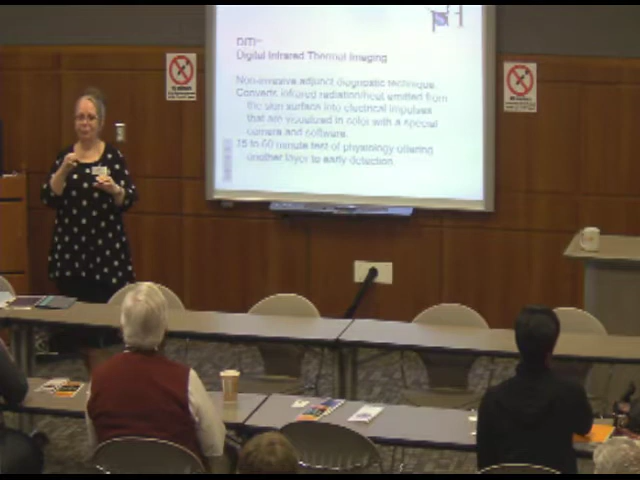 DITI
Digital Infrared Thermal Imaging
Non-invasive adjunct diagnostic technique.
Converts infrared radiation/heat emitted from
the skin surface into electrical impulses
that are visualized in color with a special
camera and software.
15 to 60 minute test of physiology offering
another layer to early detection.